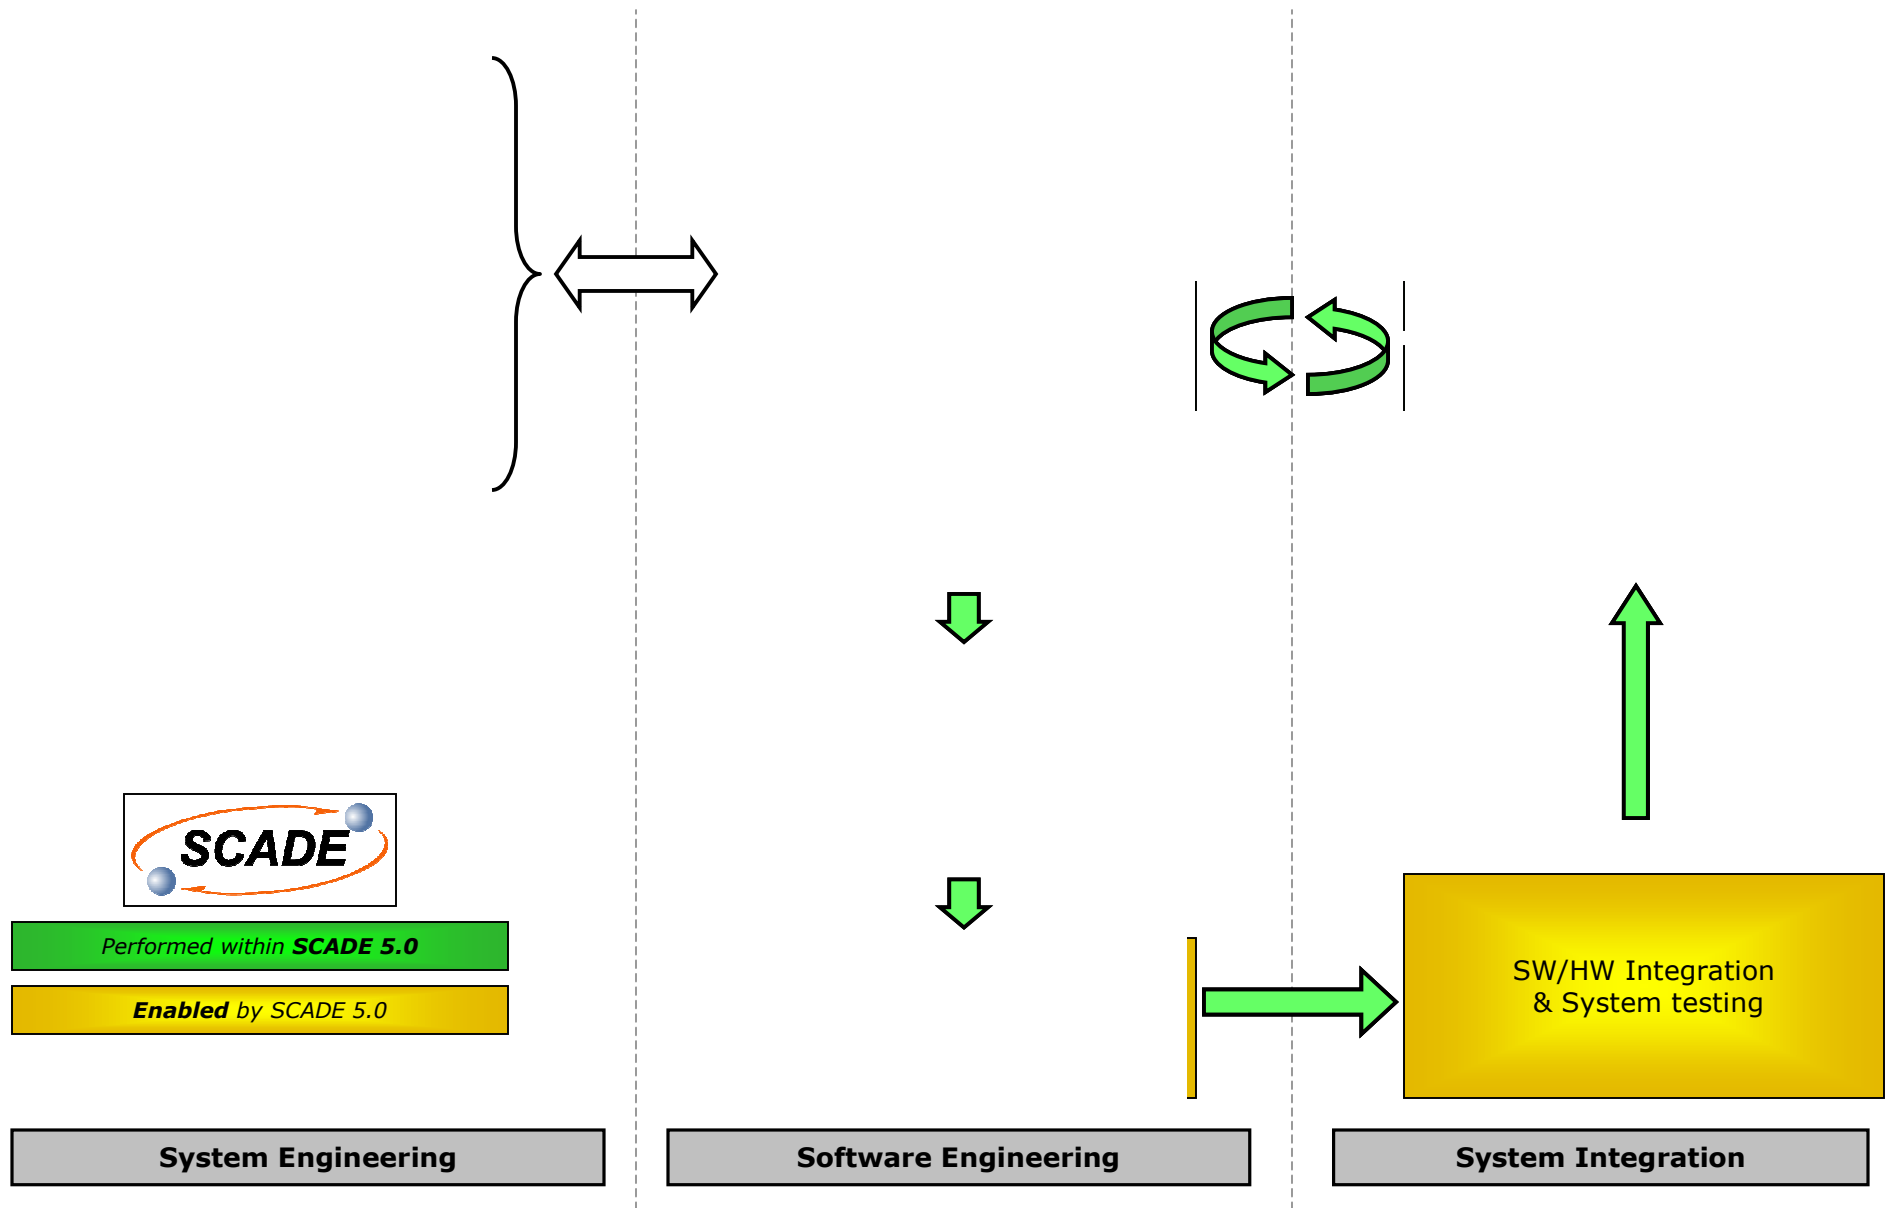 SCADE
Performed within SCADE 5.0
Enabled by SCADE 5.0
SW/HW Integration
& System testing
System Engineering
Software Engineering
System Integration